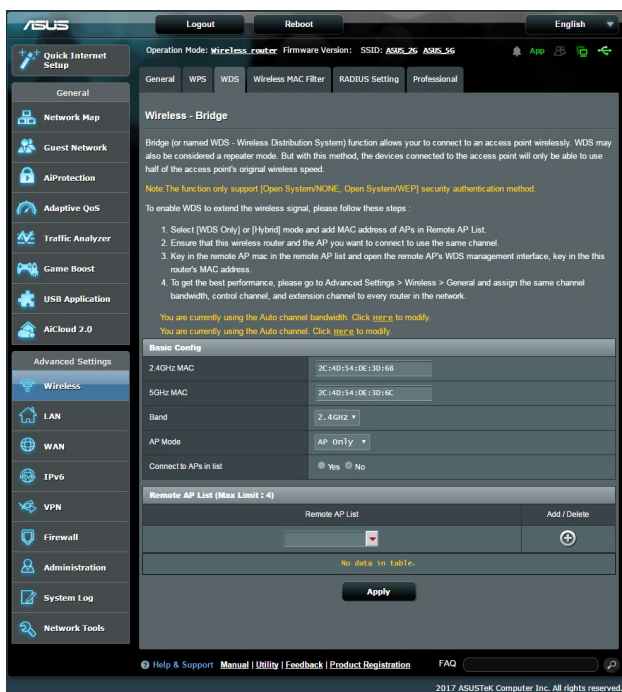 ASUS
Logout
Reboot
English
Quick Internet
Setup
Operation Mode: Wireless router Firmware Version: SSID: ASUS_2G ASUS_5G
App
General
WPS
WDS
Wireless MAC Filter
RADIUS Setting
Professional
General
Network Map
Guest Network
AiProtection
Adaptive QoS
Traffic Analyzer
Game Boost
USB Application
AiCloud 2.0
Advanced Settings
Wireless
LAN
WAN
IPv6
VPN
Firewall
Administration
System Log
Network Tools
Wireless - Bridge
Bridge (or named WDS - Wireless Distribution System) function allows your to connect to an access point wirelessly. WDS may
also be considered a repeater mode. But with this method, the devices connected to the access point will only be able to use
half of the access point's original wireless speed.
Note:The function only support [Open System/NONE, Open System/WEP] security authentication method.
To enable WDS to extend the wireless signal, please follow these steps :
1. Select [WDS Only] or [Hybrid] mode and add MAC address of APs in Remote AP List.
2. Ensure that this wireless router and the AP you want to connect to use the same channel.
3. Key in the remote AP mac in the remote AP list and open the remote AP's WDS management interface, key in the this
router's MAC address.
4. To get the best performance, please go to Advanced Settings > Wireless > General and assign the same channel
bandwidth, control channel, and extension channel to every router in the network.
You are currently using the Auto channel bandwidth. Click Here to modify.
You are currently using the Auto channel. Click Here to modify.
Basic Config
2.4GHz MAC 2C:4D:54:DE:3D:68
5GHz MAC 2C:4D:54:DE:3D:6C
Band 2.4GHz
AP Mode AP Only
Connect to APs in list Yes No
Remote AP List (Max Limit : 4)
Remote AP List Add / Delete
No data in table.
Apply
Help & Support Manual | Utility | Feedback | Product Registration FAQ
2017 ASUSTeK Computer Inc. All rights reserved.